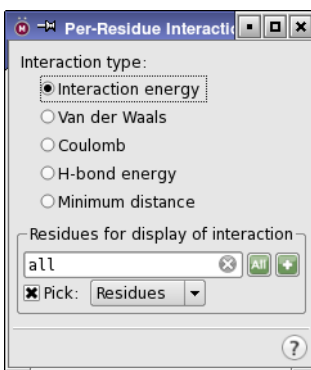 Per-Residue Interactio
Interaction type:
Interaction energy
Van der Waals
Coulomb
H-bond energy
Minimum distance
Residues for display of interaction
all All +
Pick: Residues
?